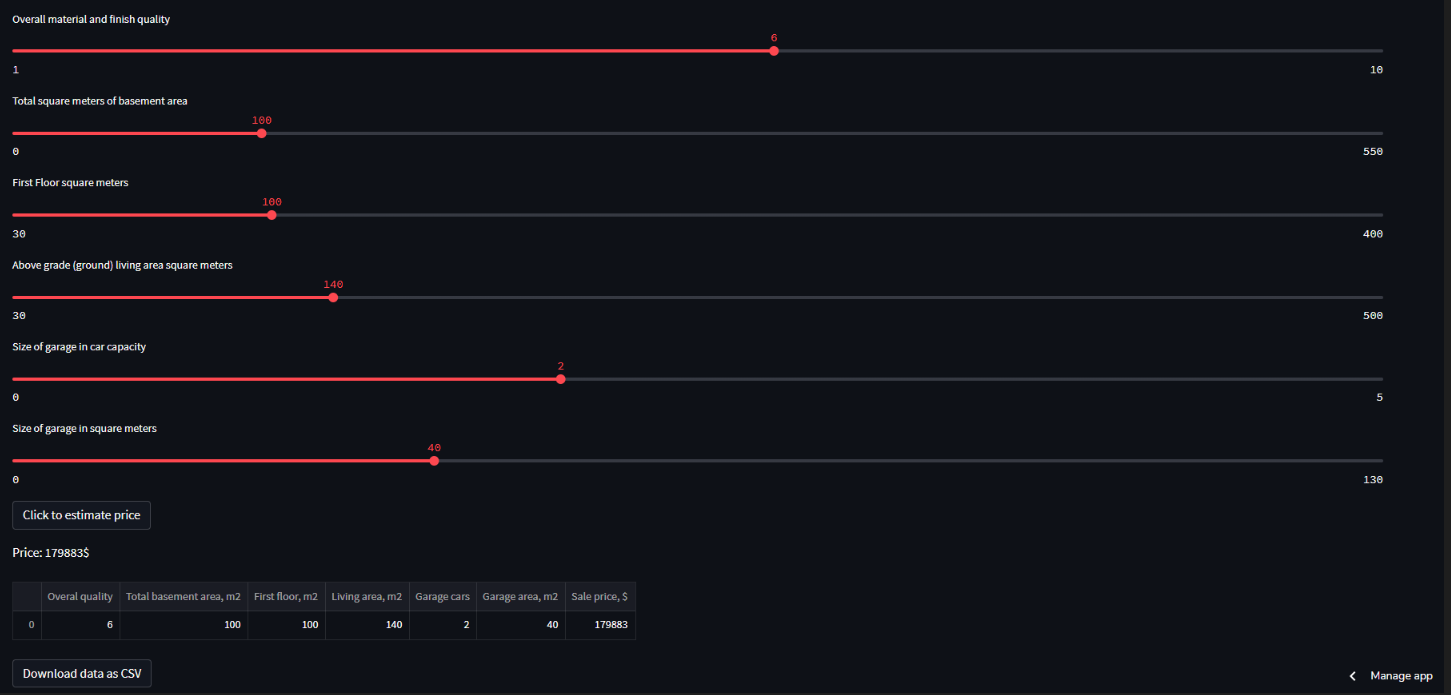 Overall material and finish quality
6
1 10
Total square meters of basement area
100
0 550
First Floor square meters
100
30 400
Above grade (ground) living area square meters
140
30 500
Size of garage in car capacity
2
0 5
Size of garage in square meters
40
0 130
Click to estimate price
Price: 179883$
Overal quality Total basement area, m2 First floor, m2 Living area, m2 Garage cars Garage area, m2 Sale price, $
0 6 100 100 140 2 40 179883
Download data as CSV
Manage app